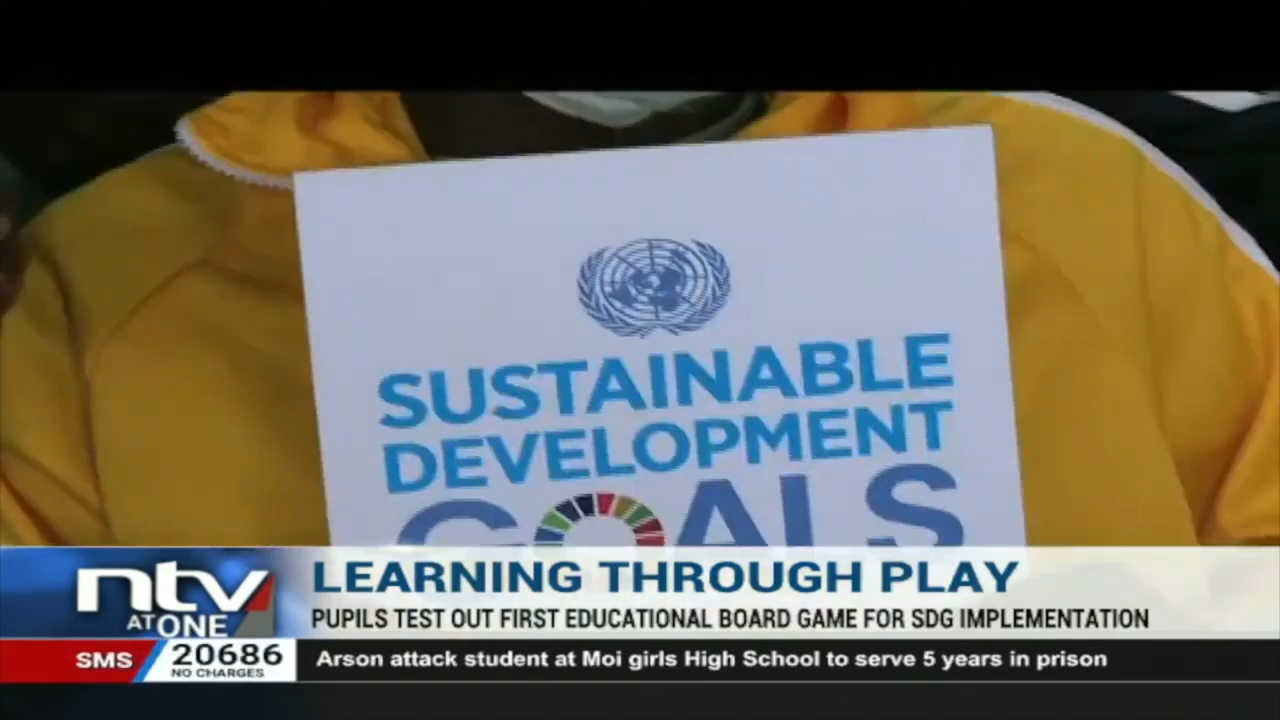 SUSTAINABLE
DEVELOPMENT
GOALS
ntv
AT ONE
LEARNING THROUGH PLAY
PUPILS TEST OUT FIRST EDUCATIONAL BOARD GAME FOR SDG IMPLEMENTATION
SMS
20686
NO CHARGES
Arson attack student at Moi girls High School to serve 5 years in prison